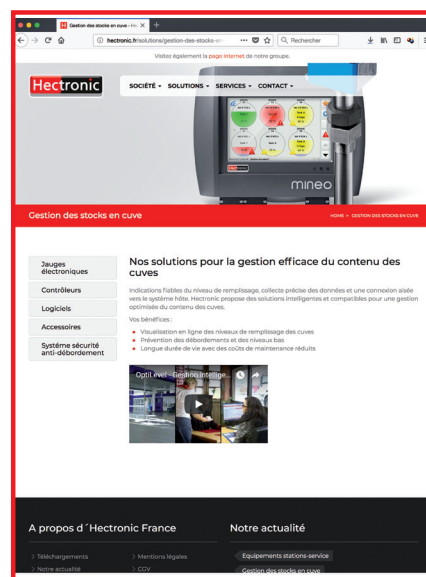 Gestion des stocks en cuve - He
hectronic.fr/solutions/gestion-des-stocks-en
Rechercher
Visitez également la page internet de notre groupe.
Hectronic
SOCIÉTÉ SOLUTIONS SERVICES CONTACT
mineo
Gestion des stocks en cuve
HOME > GESTION DES STOCKS EN CUVE
Jauges
électroniques
Contrôleurs
Logiciels
Accessoires
Système sécurité
anti-débordement
Nos solutions pour la gestion efficace du contenu des
cuves
Indications fiables du niveau de remplissage, collecte précise des données et une connexion aisée
vers le système hôte. Hectronic propose des solutions intelligentes et compatibles pour une gestion
optimisée du contenu des cuves.
Vos bénéfices :
Visualisation en ligne des niveaux de remplissage des cuves
Prévention des débordements et des niveaux bas
Longue durée de vie avec des coûts de maintenance réduits
OptiLevel - Gestion intellige...
A propos d´Hectronic France
Notre actualité
> Téléchargements
> Mentions légales
Equipements stations-service
> Notre actualité
> CGV
Gestion des stocks en cuve